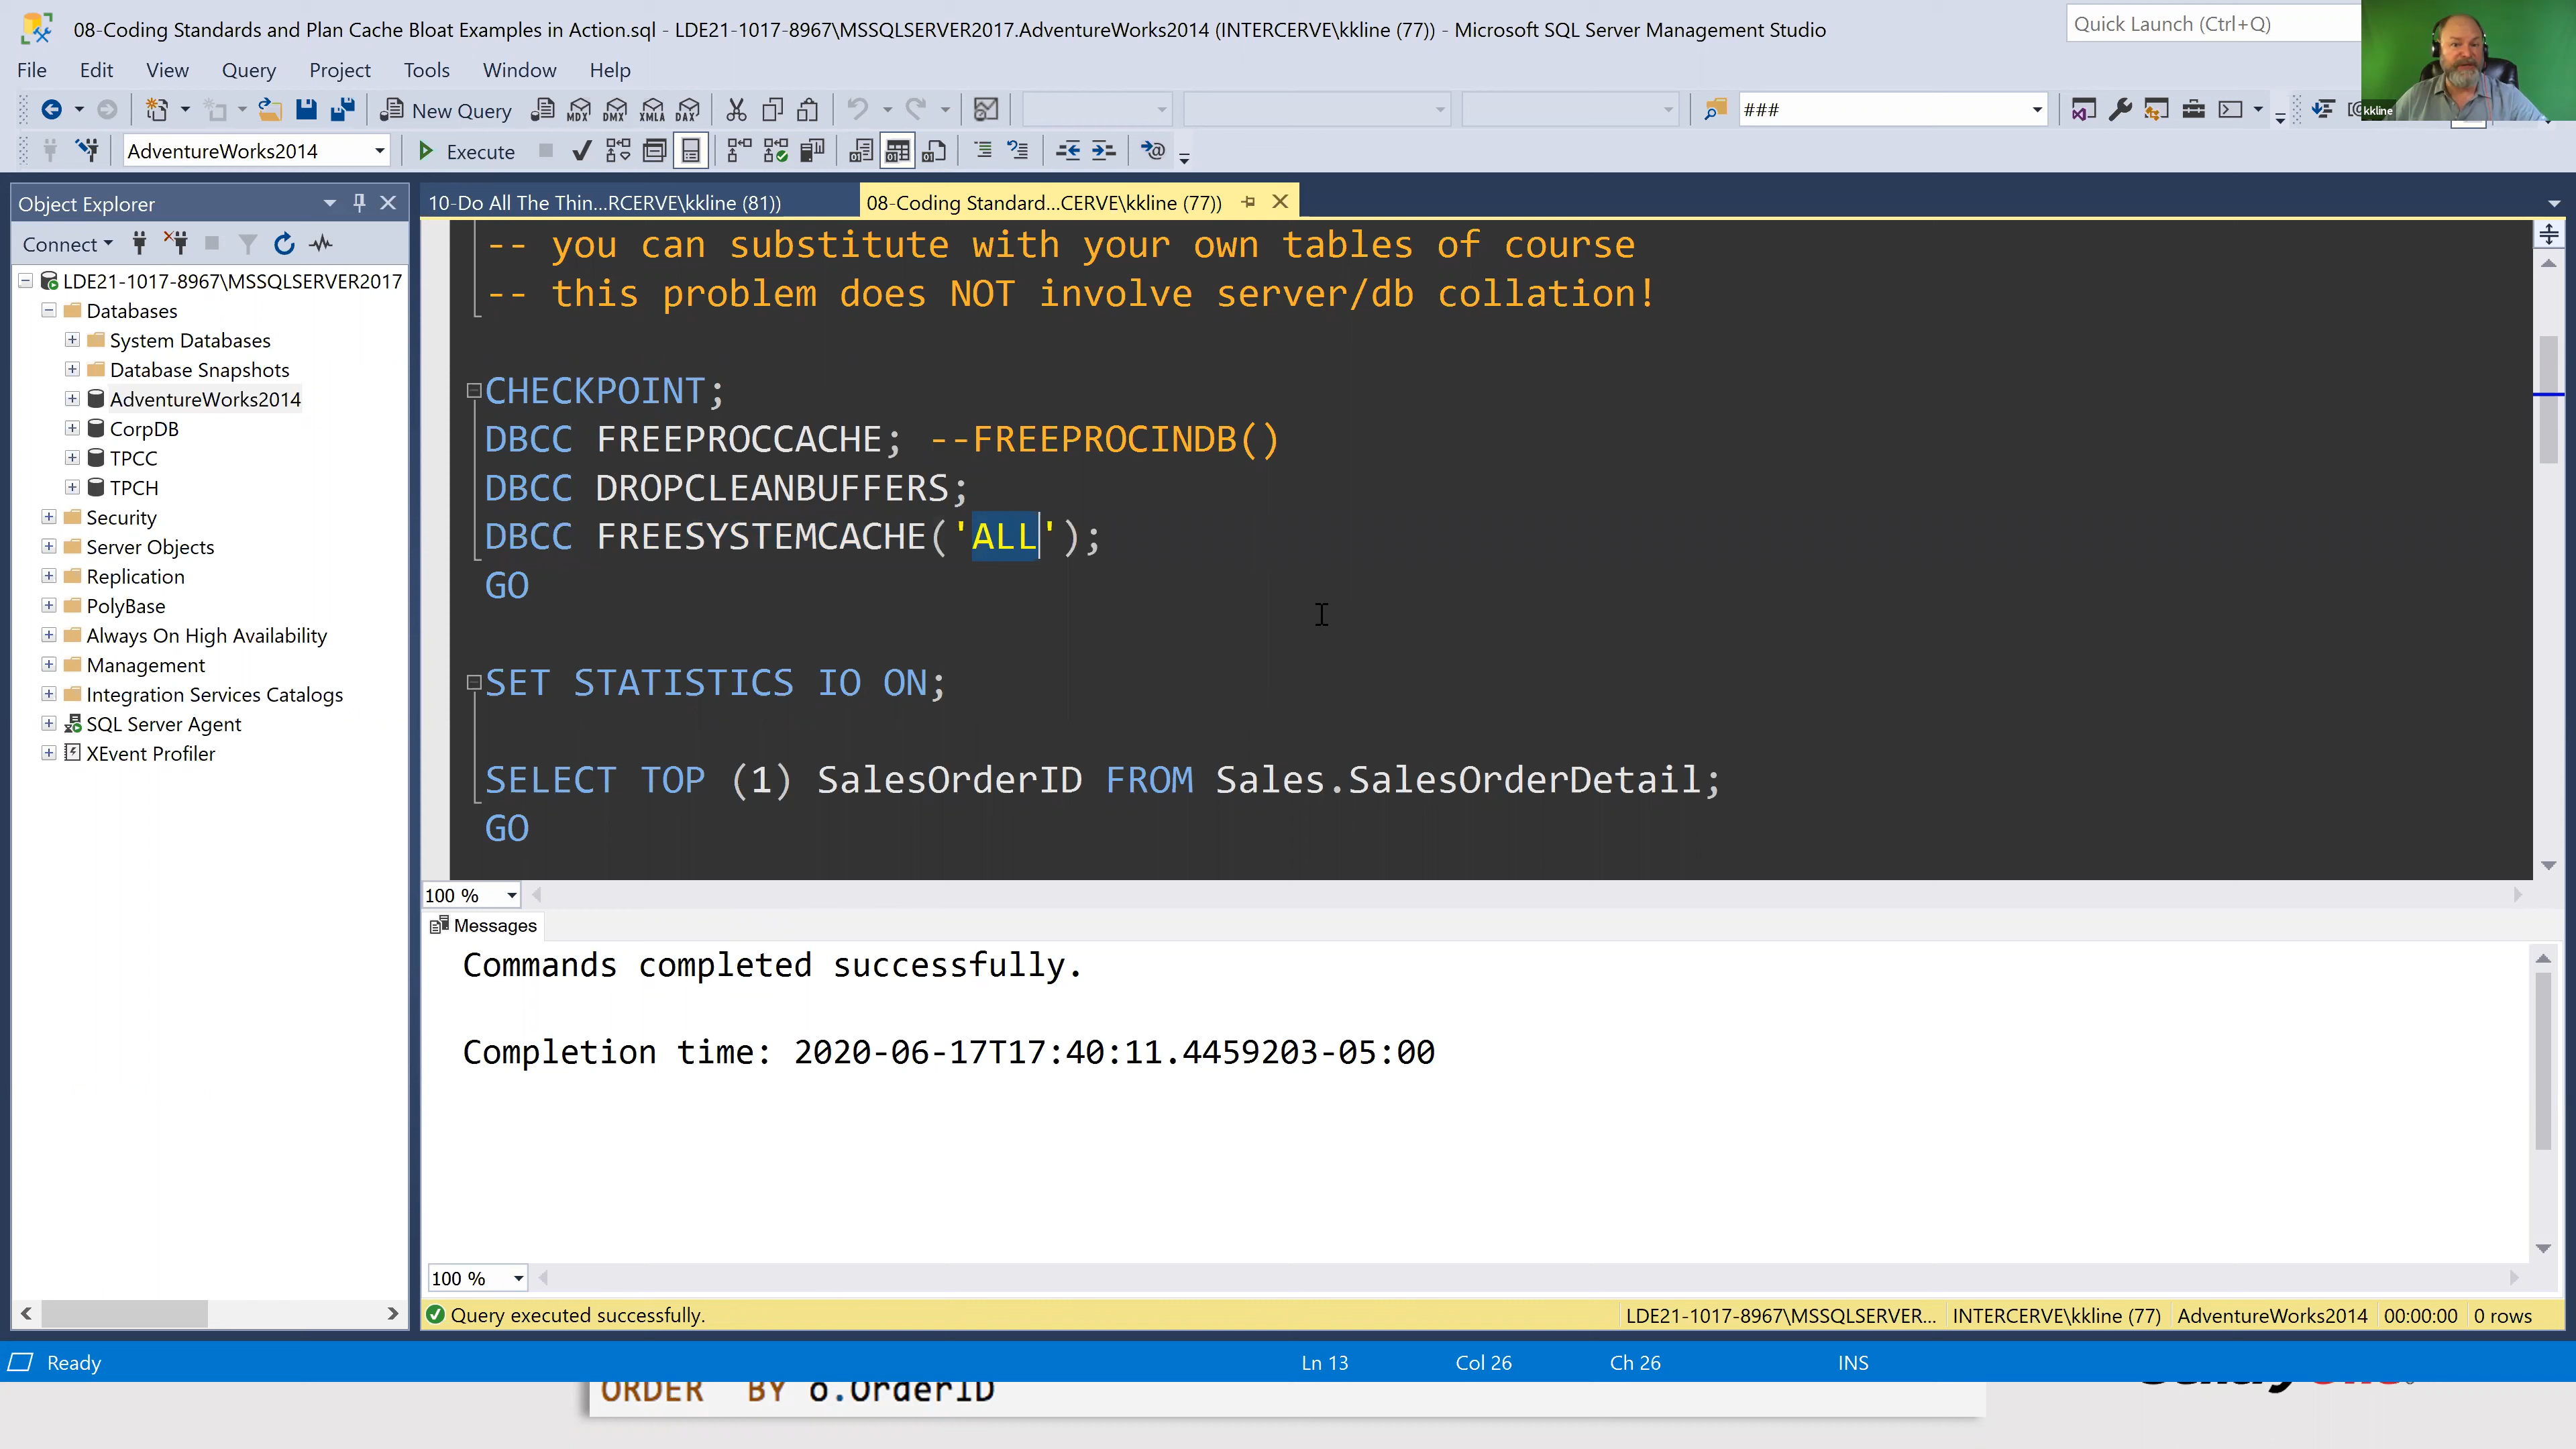 08-Coding Standards and Plan Cache Bloat Examples in Action.sql - LDE21-1017-8967\MSSQLSERVER2017.AdventureWorks2014 (INTERCERVE\kkline (77)) - Microsoft SQL Server Management Studio
Quick Launch (Ctrl+Q)
File Edit View Query Project Tools Window Help
New Query
MDX DMX XMLA DAX
###
kkline
AdventureWorks2014
Execute
Object Explorer
10-Do All The Thin...RCERVE\kkline (81))
08-Coding Standard...CERVE\kkline (77))
Connect
LDE21-1017-8967\MSSQLSERVER2017
Databases
System Databases
Database Snapshots
AdventureWorks2014
CorpDB
TPCC
TPCH
Security
Server Objects
Replication
PolyBase
Always On High Availability
Management
Integration Services Catalogs
SQL Server Agent
XEvent Profiler
-- you can substitute with your own tables of course
-- this problem does NOT involve server/db collation!
CHECKPOINT;
DBCC FREEPROCCACHE; --FREEPROCINDB()
DBCC DROPCLEANBUFFERS;
DBCC FREESYSTEMCACHE('ALL');
GO
SET STATISTICS IO ON;
SELECT TOP (1) SalesOrderID FROM Sales.SalesOrderDetail;
GO
100 %
Messages
Commands completed successfully.
Completion time: 2020-06-17T17:40:11.4459203-05:00
100 %
Query executed successfully.
LDE21-1017-8967\MSSQLSERVER... INTERCERVE\kkline (77) AdventureWorks2014 00:00:00 0 rows
Ready
Ln 13 Col 26 Ch 26 INS
ORDER BY o.OrderID